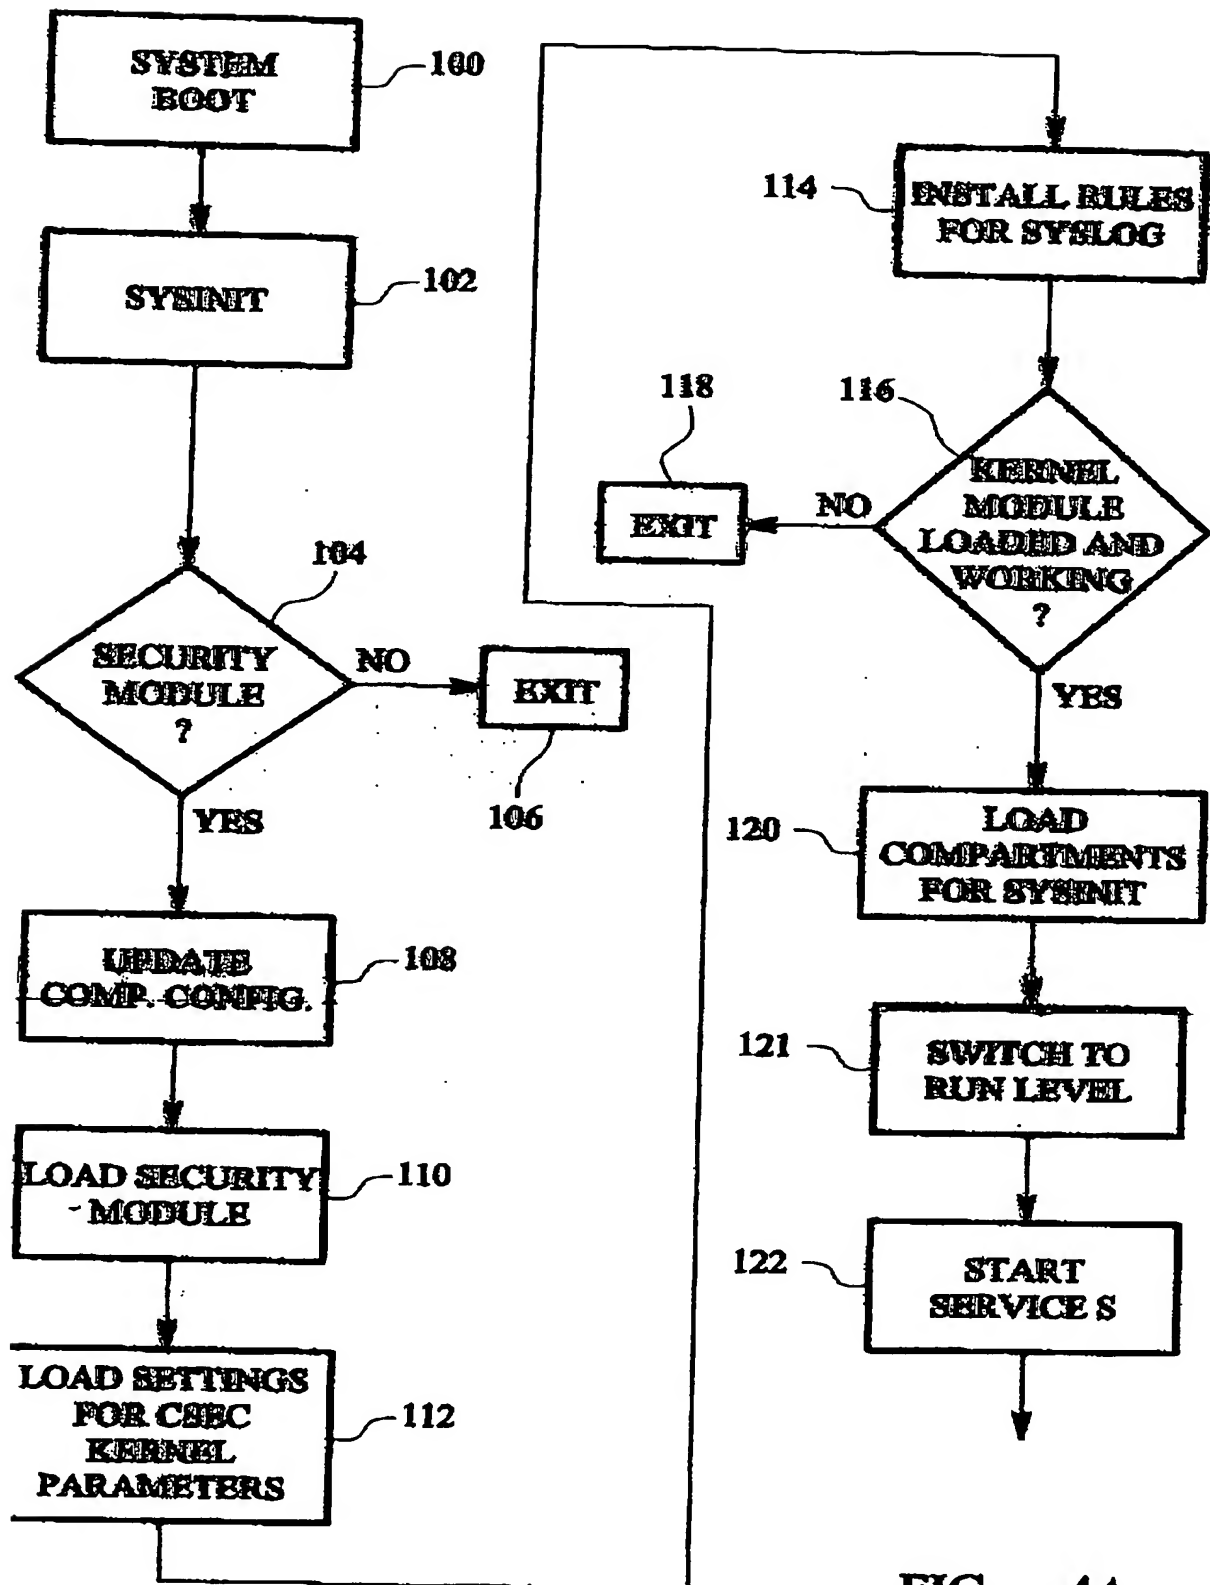 SYSTEM
BOOT
100
SYSINIT
102
104
SECURITY
MODULE
?
NO
EXIT
106
YES
UPDATE
COMP. CONFIG.
108
LOAD SECURITY
MODULE
110
LOAD SETTINGS
FOR CSEC
KERNEL
PARAMETERS
112
114
INSTALL RULES
FOR SYSLOG
116
KERNEL
MODULE
LOADED AND
WORKING
?
NO
118
EXIT
YES
120
LOAD
COMPARTMENTS
FOR SYSINIT
121
SWITCH TO
RUN LEVEL
122
START
SERVICE S